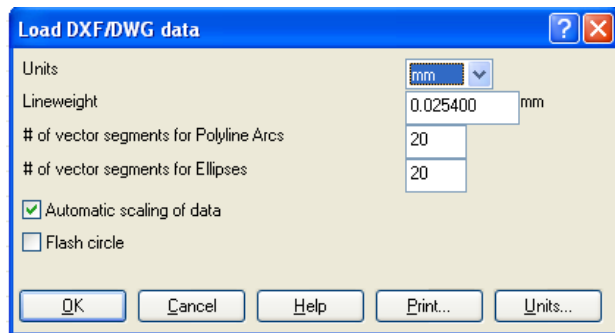 Load DXF/DWG data
Units mm
Lineweight 0.025400 mm
# of vector segments for Polyline Arcs 20
# of vector segments for Ellipses 20
Automatic scaling of data
Flash circle
OK Cancel Help Print... Units...